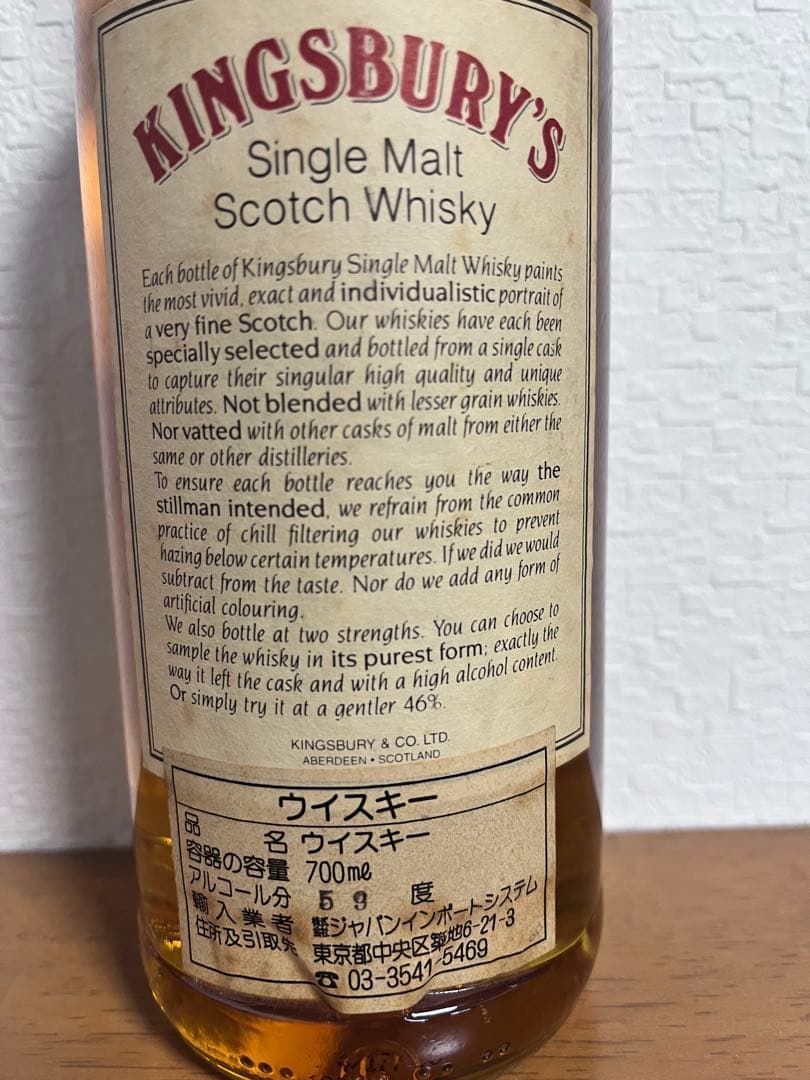 KINGSBURY'S
Single Malt
Scotch Whisky
Each bottle of Kingsbury Single Malt Whisky paints
the most vivid, exact and individualistic portrait of
a very fine Scotch. Our whiskies have each been
specially selected and bottled from a single cask
to capture their singular high quality and unique
attributes. Not blended with lesser grain whiskies.
Nor vatted with other casks of malt from either the
same or other distilleries.
To ensure each bottle reaches you the way the
stillman intended, we refrain from the common
practice of chill filtering our whiskies to prevent
hazing below certain temperatures. If we did we would
subtract from the taste. Nor do we add any form of
artificial colouring.
We also bottle at two strengths. You can choose to
sample the whisky in its purest form; exactly the
way it left the cask and with a high alcohol content.
Or simply try it at a gentler 46%.
KINGSBURY & CO. LTD.
ABERDEEN • SCOTLAND
ウイスキー
品 名 ウイスキー
容器の容量 700mℓ
アルコール分 59 度
輸入業者 ㈱ジャパンインポートシステム
住所及引取先 東京都中央区築地6-21-3
☎ 03-3541-5469